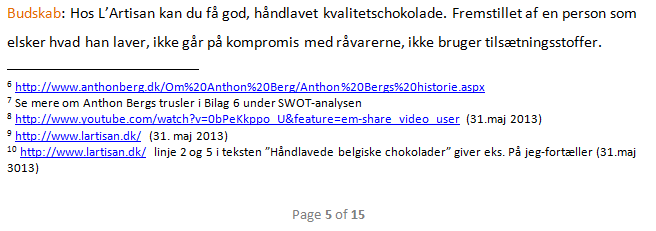 Budskab: Hos L’Artisan kan du få god, håndlavet kvalitetschokolade. Fremstillet af en person som
elsker hvad han laver, ikke går på kompromis med råvarerne, ikke bruger tilsætningsstoffer.
6 http://www.anthonberg.dk/Om%20Anthon%20Berg/Anthon%20Bergs%20historie.aspx
7 Se mere om Anthon Bergs trusler i Bilag 6 under SWOT-analysen
8 http://www.youtube.com/watch?v=0bPeKkppo_U&feature=em-share_video_user (31.maj 2013)
9 http://www.lartisan.dk/ (31. maj 2013)
10 http://www.lartisan.dk/ linje 2 og 5 i teksten ”Håndlavede belgiske chokolader” giver eks. På jeg-fortæller (31.maj
3013)
Page 5 of 15